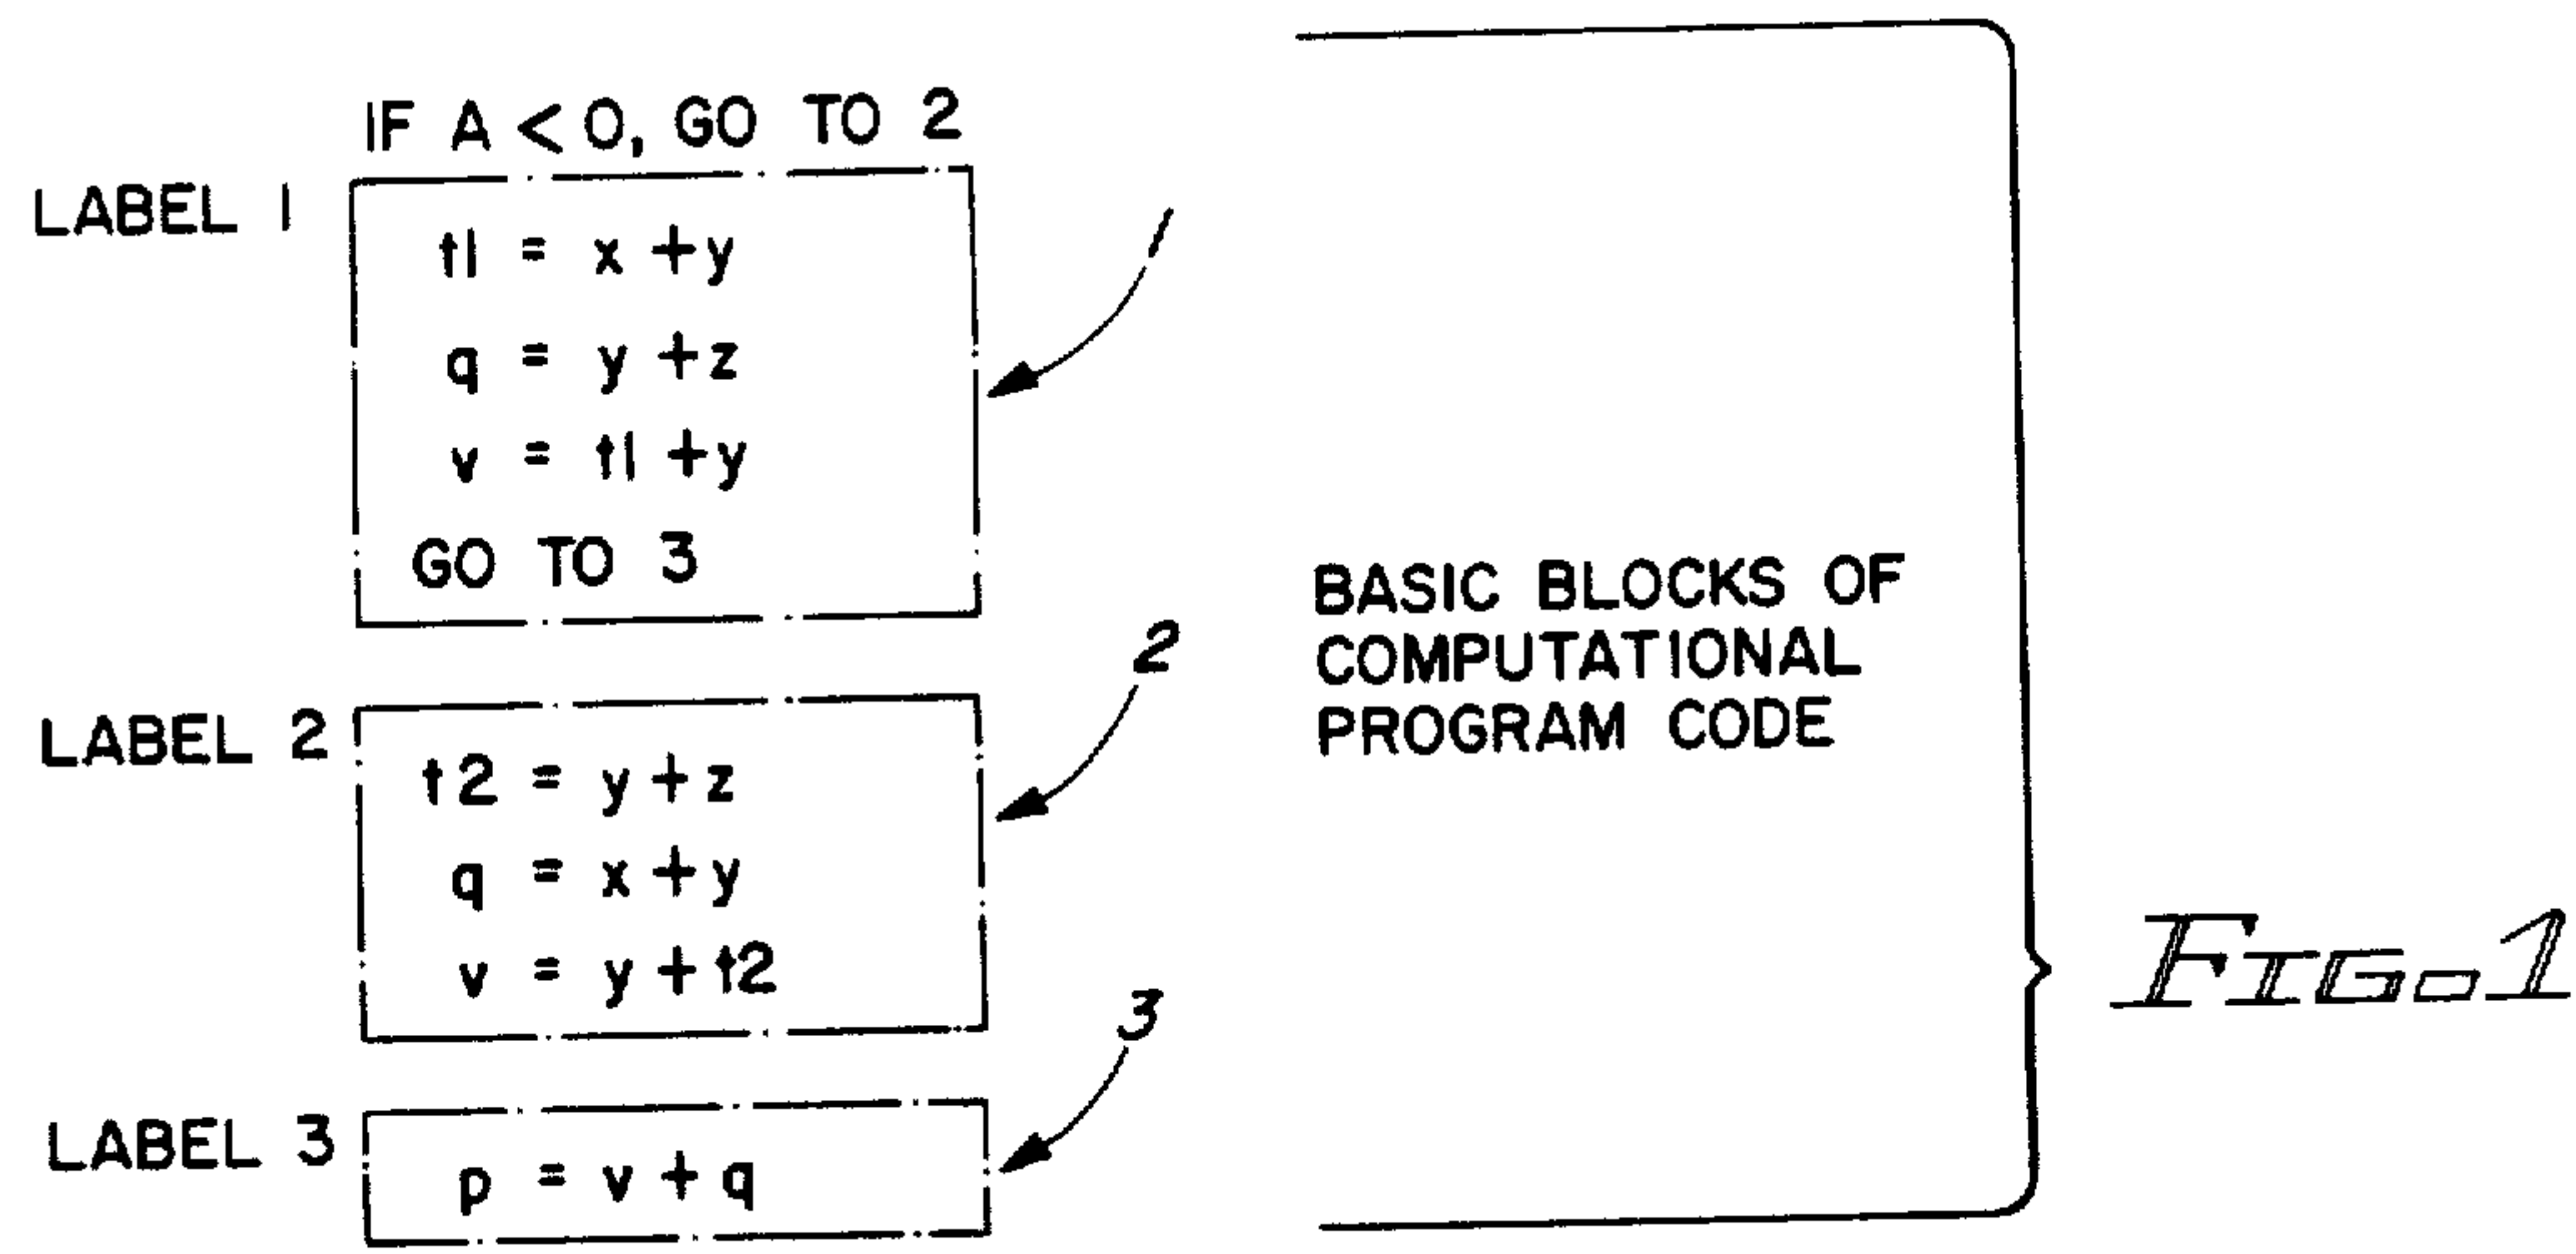 IF A < 0, GO TO 2
LABEL 1
t1 = x + y
q = y + z
v = t1 + y
GO TO 3
1
LABEL 2
t2 = y + z
q = x + y
v = y + t2
2
LABEL 3
p = v + q
3
BASIC BLOCKS OF
COMPUTATIONAL
PROGRAM CODE
FIG. 1